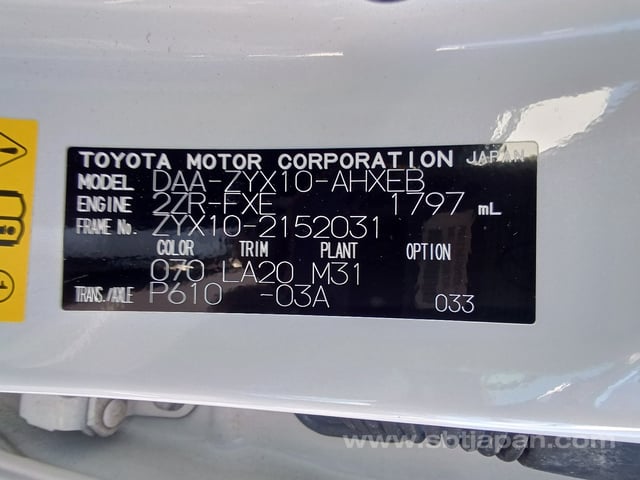 TOYOTA MOTOR CORPORATION JAPAN
MODEL DAA-ZYX10-AHXEB
ENGINE 2ZR-FXE 1797 mL
FRAME No. ZYX10-2152031
COLOR TRIM PLANT OPTION
070 LA20 M31
TRANS./AXLE P610 -03A 033
www.sbtjapan.com